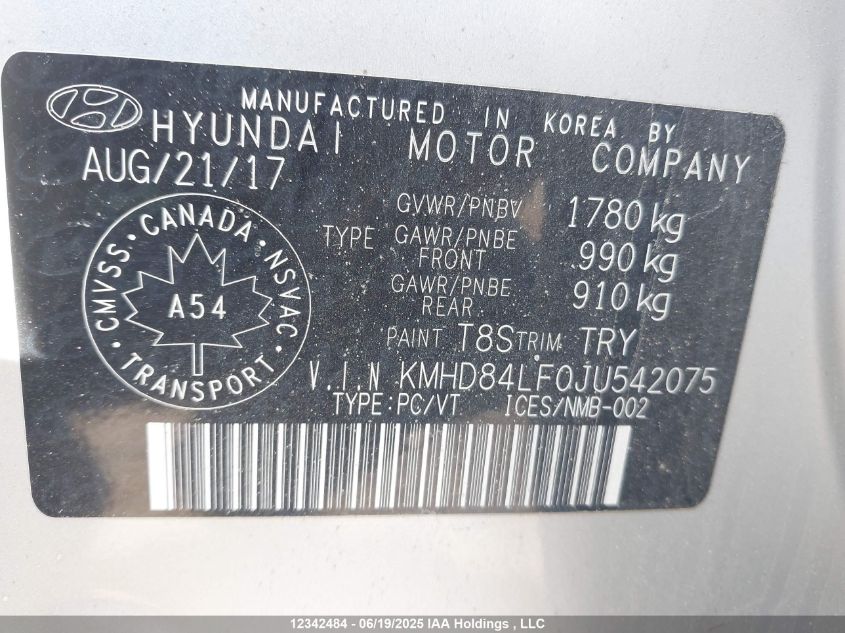 MANUFACTURED IN KOREA BY
HYUNDAI MOTOR COMPANY
AUG/21/17
GVWR/PNBV 1780 kg
TYPE GAWR/PNBE FRONT 990 kg
GAWR/PNBE REAR 910 kg
CANADA · NSVAC · TRANSPORT · CMVSS ·
A54
PAINT T8S TRIM TRY
V.I.N KMHD84LF0JU542075
TYPE:PC/VT ICES/NMB-002
12342484 - 06/19/2025 IAA Holdings , LLC